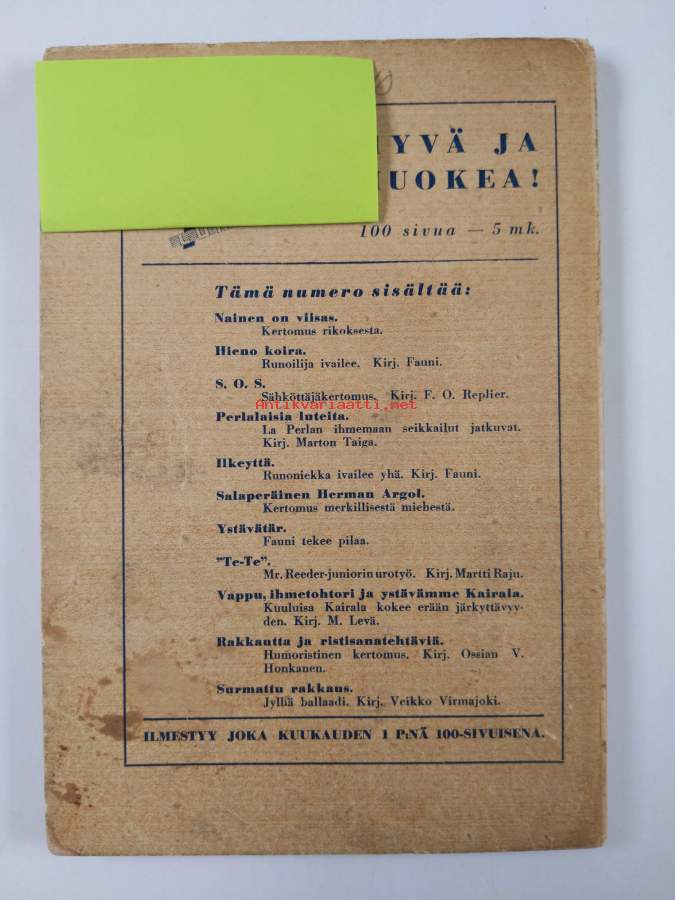 JA
100 sivua — 5 mk.
Tämä numero sisältää:
Nainen on viisas.
Kertomus rikoksesta.
Hieno koira.
Runoilija ivailee. Kirj. Fauni.
S. O. S.
Sähköttäjäkertomus. Kirj. F. O. Replier.
Antikvariaatti.net
Perlalaisia luteita.
La Perlan ihmemaan seikkailut jatkuvat.
Kirj. Marton Taiga.
Ilkeyttä.
Runoniekka ivailee yhä. Kirj. Fauni.
Salaperäinen Herman Argol.
Kertomus merkillisestä miehestä.
Ystävätär.
Fauni tekee pilaa.
"Te-Te".
Mr. Reeder-juniorin urotyö. Kirj. Martti Raju.
Vappu, ihmetohtori ja ystävämme Kairala.
Kuuluisa Kairala kokee erään järkyttävyy-
den. Kirj. M. Levä.
Rakkautta ja ristisanatehtäviä.
Humoristinen kertomus. Kirj. Ossian V.
Honkanen.
Surmattu rakkaus.
Jylhä ballaadi. Kirj. Veikko Virmajoki.
ILMESTYY JOKA KUUKAUDEN 1 P:NÄ 100-SIVUISENA.